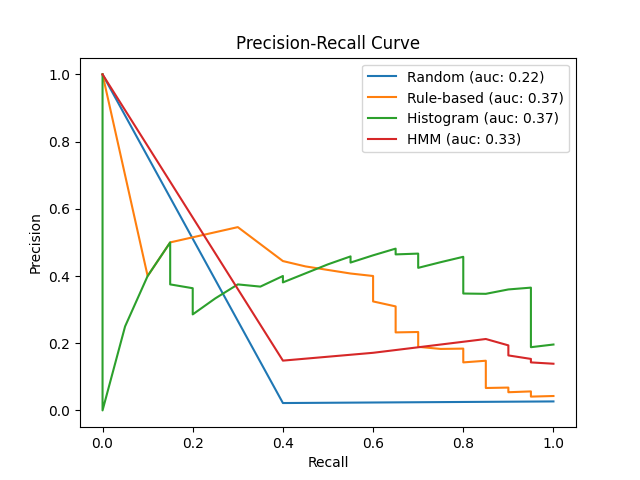 Precision-Recall Curve
Random (auc: 0.22)
Rule-based (auc: 0.37)
Histogram (auc: 0.37)
HMM (auc: 0.33)
Precision
1.0
0.8
0.6
0.4
0.2
0.0
0.0 0.2 0.4 0.6 0.8 1.0
Recall